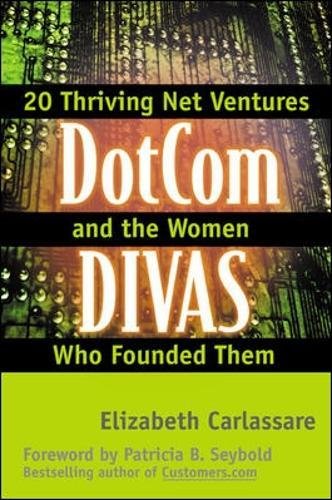 20 Thriving Net Ventures
DotCom
and the Women
DIVAS
Who Founded Them
Elizabeth Carlassare
Foreword by Patricia B. Seybold
Bestselling author of Customers.com